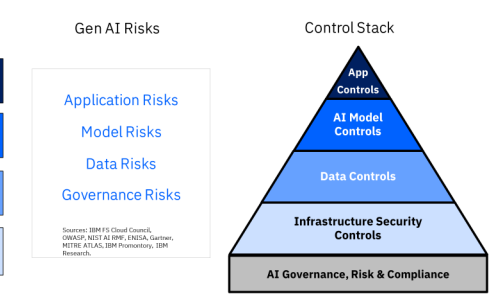 Gen AI Risks
Application Risks
Model Risks
Data Risks
Governance Risks
Sources: IBM FS Cloud Council,
OWASP, NIST AI RMF, ENISA, Gartner,
MITRE ATLAS, IBM Promontory, IBM
Research.
Control Stack
App
Controls
AI Model
Controls
Data Controls
Infrastructure Security
Controls
AI Governance, Risk & Compliance